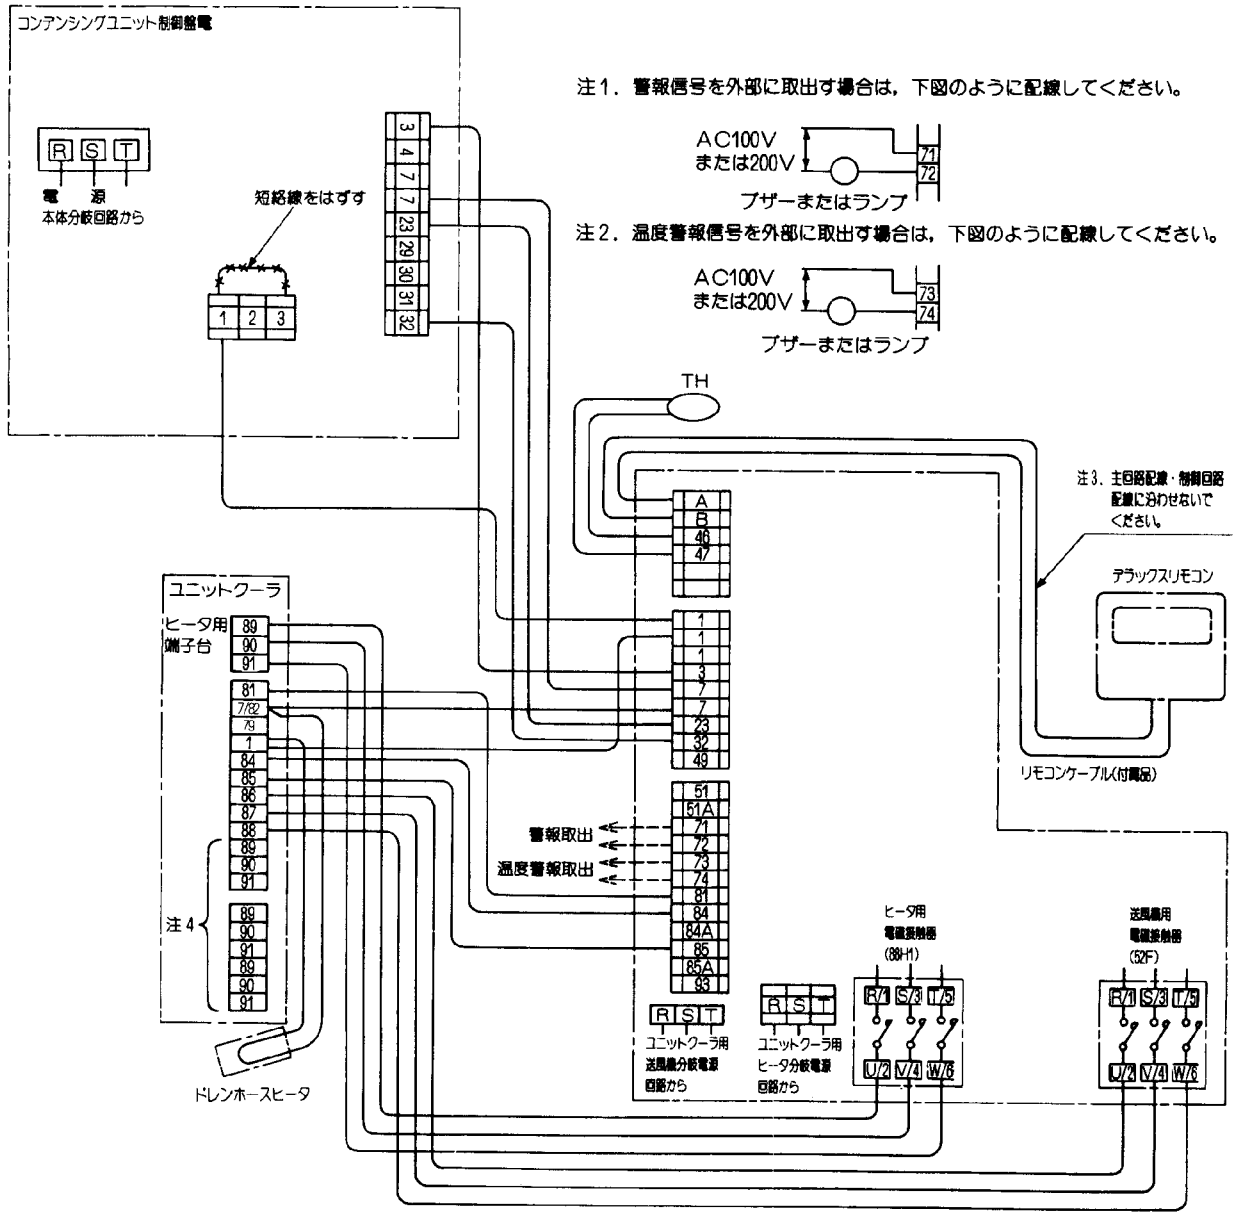 コンデンシングユニット制御盤電
R S T
電 源
本体分岐回路から
短絡線をはずす
1 2 3
3
4
7
7
23
29
30
31
32
注1. 警報信号を外部に取出す場合は, 下図のように配線してください。
AC100V
または200V
71
72
ブザーまたはランプ
注2. 温度警報信号を外部に取出す場合は, 下図のように配線してください。
AC100V
または200V
73
74
ブザーまたはランプ
TH
注3. 主回路配線・制御回路
配線に沿わせないで
ください。
デラックスリモコン
リモコンケーブル(付属品)
A
B
46
47
1
1
1
3
7
7
23
32
49
51
51A
71
72
73
74
81
84
84A
85
85A
93
警報取出
温度警報取出
ユニットクーラ
ヒータ用
端子台
89
90
91
81
7/82
79
1
84
85
86
87
88
89
90
91
注4
89
90
91
89
90
91
ドレンホースヒータ
R S T
ユニットクーラ用
送風機分岐電源
回路から
R S T
ユニットクーラ用
ヒータ分岐電源
回路から
ヒータ用
電磁接触器
(88H1)
R/1 S/3 T/5
U/2 V/4 W/6
送風機用
電磁接触器
(52F)
R/1 S/3 T/5
U/2 V/4 W/6